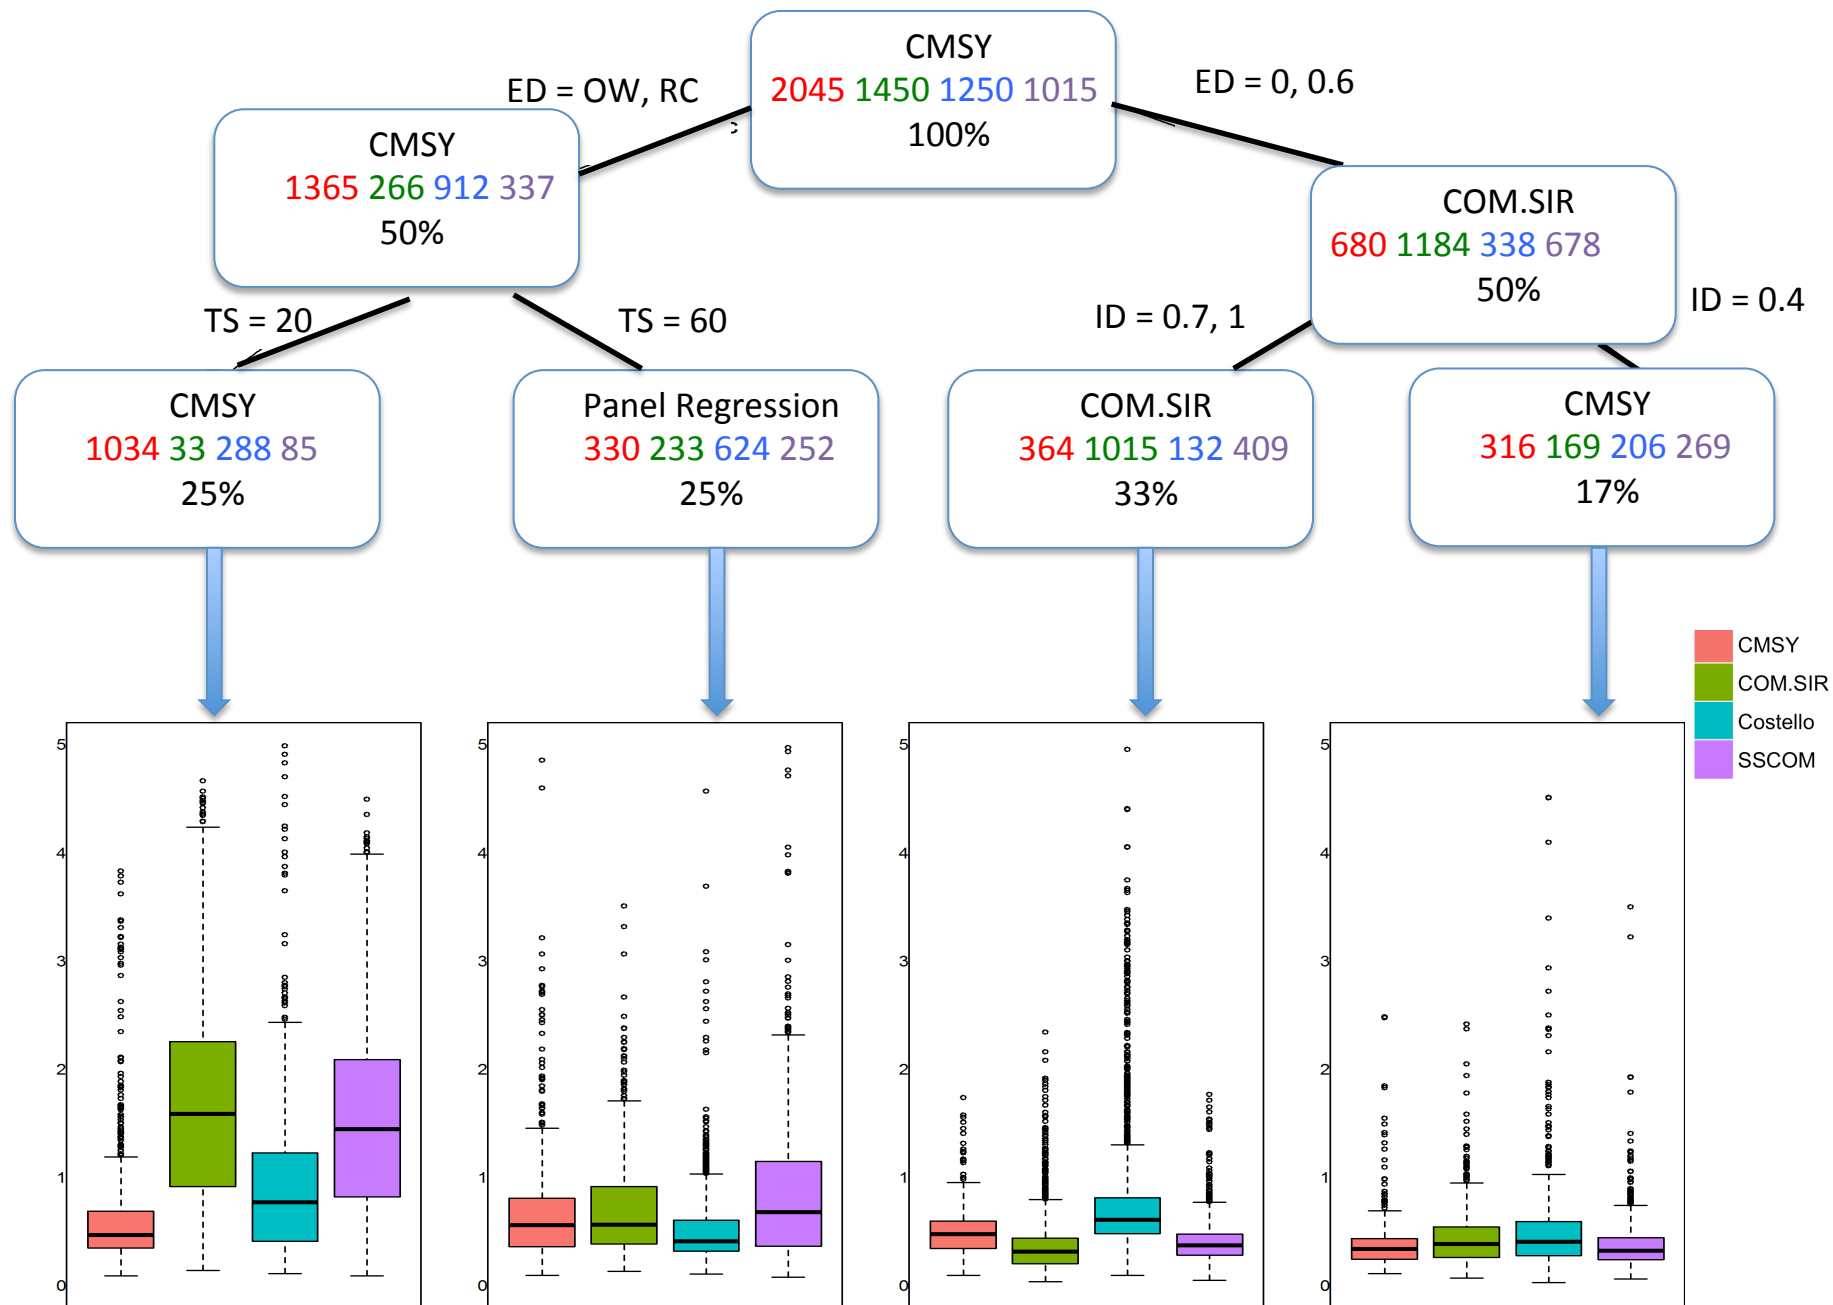 CMSY
2045 1450 1250 1015
100%
ED = OW, RC
ED = 0, 0.6
CMSY
1365 266 912 337
50%
COM.SIR
680 1184 338 678
50%
TS = 20
TS = 60
ID = 0.7, 1
ID = 0.4
CMSY
1034 33 288 85
25%
Panel Regression
330 233 624 252
25%
COM.SIR
364 1015 132 409
33%
CMSY
316 169 206 269
17%
CMSY
COM.SIR
Costello
SSCOM
5
4
3
2
1
0
5
4
3
2
1
0
5
4
3
2
1
0
5
4
3
2
1
0